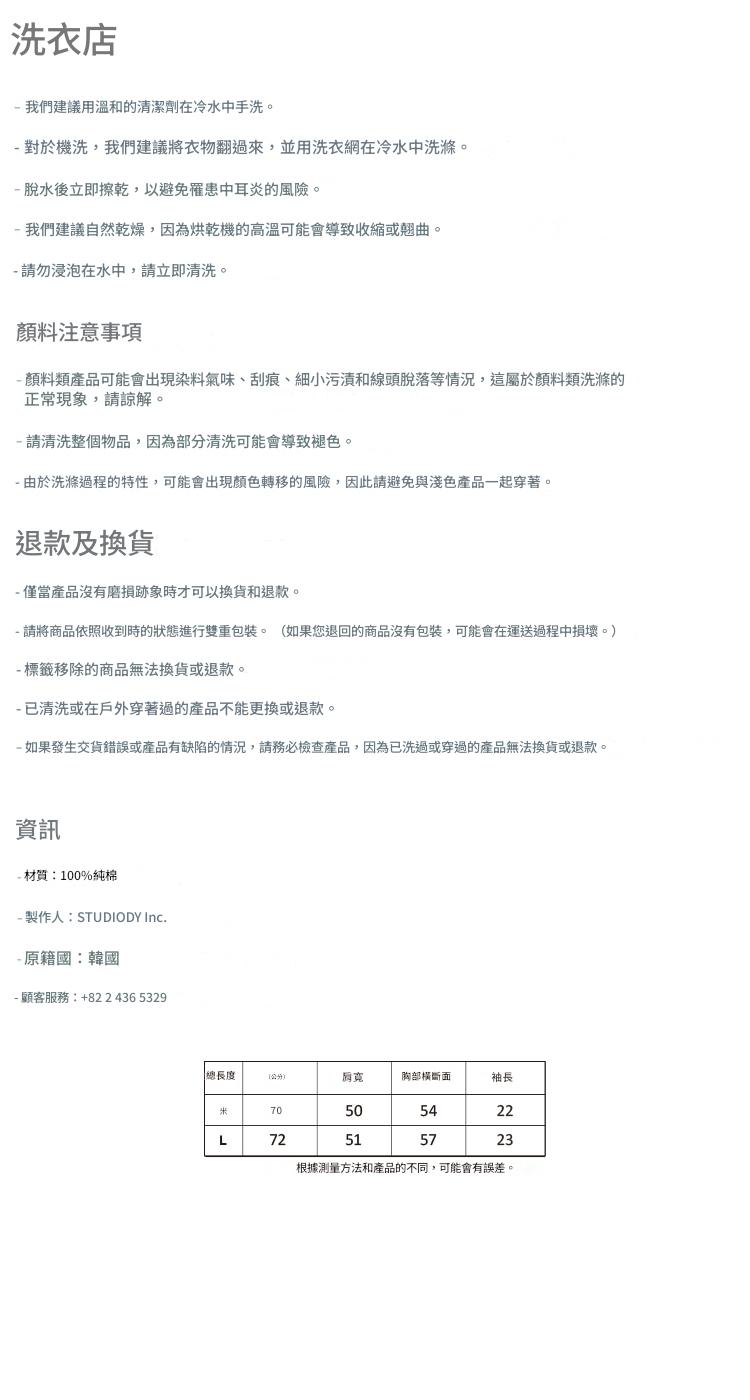 洗衣店
- 我們建議用溫和的清潔劑在冷水中手洗。
- 對於機洗，我們建議將衣物翻過來，並用洗衣網在冷水中洗滌。
- 脫水後立即擦乾，以避免罹患中耳炎的風險。
- 我們建議自然乾燥，因為烘乾機的高溫可能會導致收縮或翹曲。
- 請勿浸泡在水中，請立即清洗。
顏料注意事項
- 顏料類產品可能會出現染料氣味、刮痕、細小污漬和線頭脫落等情況，這屬於顏料類洗滌的
正常現象，請諒解。
- 請清洗整個物品，因為部分清洗可能會導致褪色。
- 由於洗滌過程的特性，可能會出現顏色轉移的風險，因此請避免與淺色產品一起穿著。
退款及換貨
- 僅當產品沒有磨損跡象時才可以換貨和退款。
- 請將商品依照收到時的狀態進行雙重包裝。（如果您退回的商品沒有包裝，可能會在運送過程中損壞。）
- 標籤移除的商品無法換貨或退款。
- 已清洗或在戶外穿著過的產品不能更換或退款。
- 如果發生交貨錯誤或產品有缺陷的情況，請務必檢查產品，因為已洗過或穿過的產品無法換貨或退款。
資訊
- 材質：100%純棉
- 製作人：STUDIODY Inc.
- 原籍國：韓國
- 顧客服務：+82 2 436 5329
總長度 （公分） 肩寬 胸部橫斷面 袖長
米 70 50 54 22
L 72 51 57 23
根據測量方法和產品的不同，可能會有誤差。